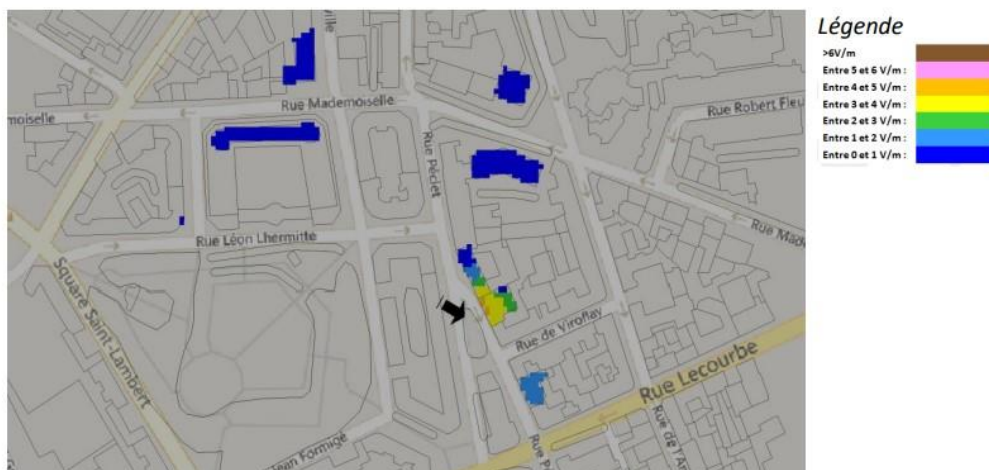 Légende
>6V/m
Entre 5 et 6 V/m :
Entre 4 et 5 V/m :
Entre 3 et 4 V/m :
Entre 2 et 3 V/m :
Entre 1 et 2 V/m :
Entre 0 et 1 V/m :
ville
Rue Mademoiselle
moiselle
Rue Robert Fleu
Rue Péclet
Rue Made
Rue Léon Lhermitte
Square Saint-Lambert
Rue de Viroflay
Rue Lecourbe
Jean Formigé
Rue P
Rue de l'A